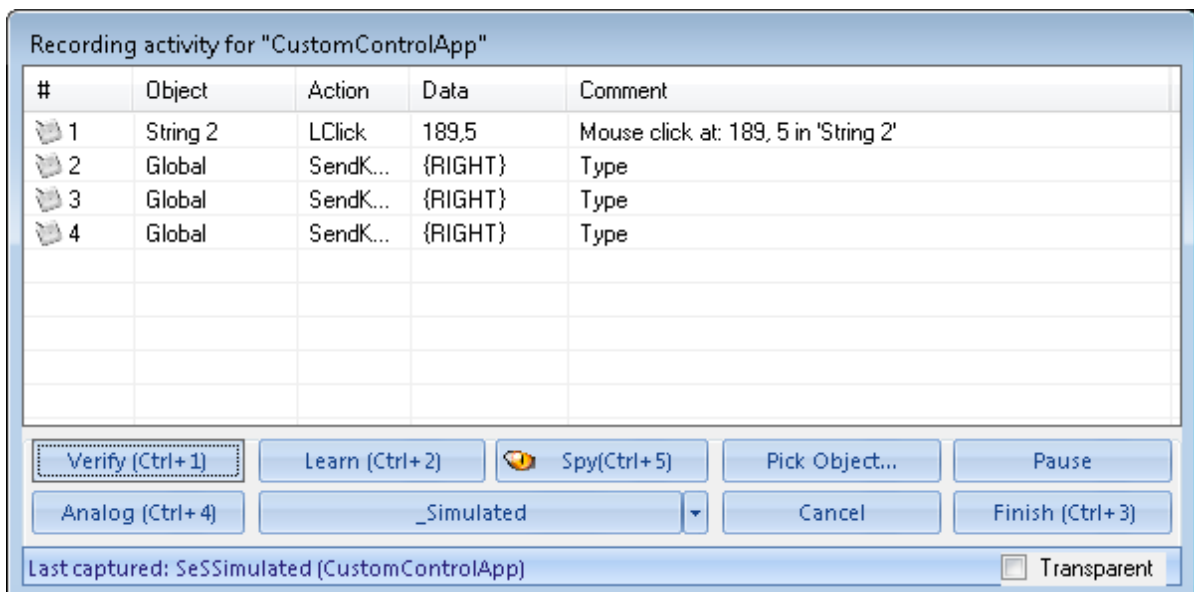 Recording activity for "CustomControlApp"
# Object Action Data Comment
1 String 2 LClick 189,5 Mouse click at: 189, 5 in 'String 2'
2 Global SendK... {RIGHT} Type
3 Global SendK... {RIGHT} Type
4 Global SendK... {RIGHT} Type
Verify (Ctrl+1) Learn (Ctrl+2) Spy(Ctrl+5) Pick Object... Pause
Analog (Ctrl+4) _Simulated Cancel Finish (Ctrl+3)
Last captured: SeSSimulated (CustomControlApp) Transparent